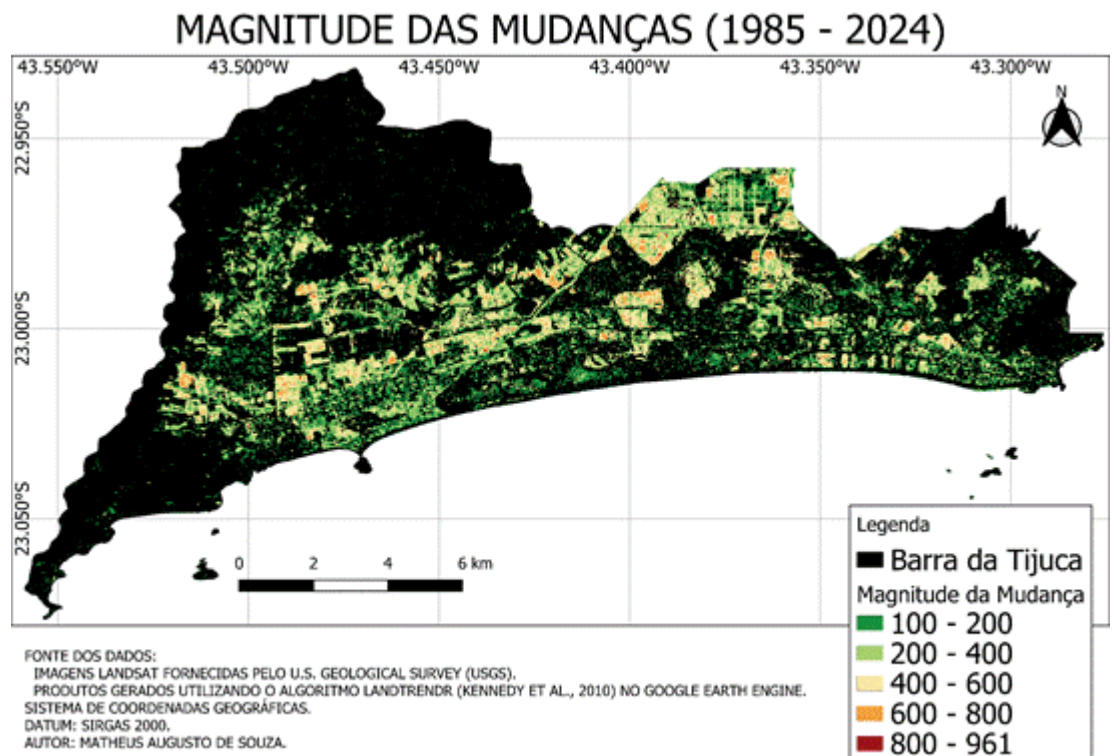 MAGNITUDE DAS MUDANÇAS (1985 - 2024)
43.550°W 43.500°W 43.450°W 43.400°W 43.350°W 43.300°W
N
22.950°S
23.000°S
23.050°S
0 2 4 6 km
Legenda
Barra da Tijuca
Magnitude da Mudança
100 - 200
200 - 400
400 - 600
600 - 800
800 - 961
FONTE DOS DADOS:
IMAGENS LANDSAT FORNECIDAS PELO U.S. GEOLOGICAL SURVEY (USGS).
PRODUTOS GERADOS UTILIZANDO O ALGORITMO LANDTRENDR (KENNEDY ET AL., 2010) NO GOOGLE EARTH ENGINE.
SISTEMA DE COORDENADAS GEOGRÁFICAS.
DATUM: SIRGAS 2000.
AUTOR: MATHEUS AUGUSTO DE SOUZA.